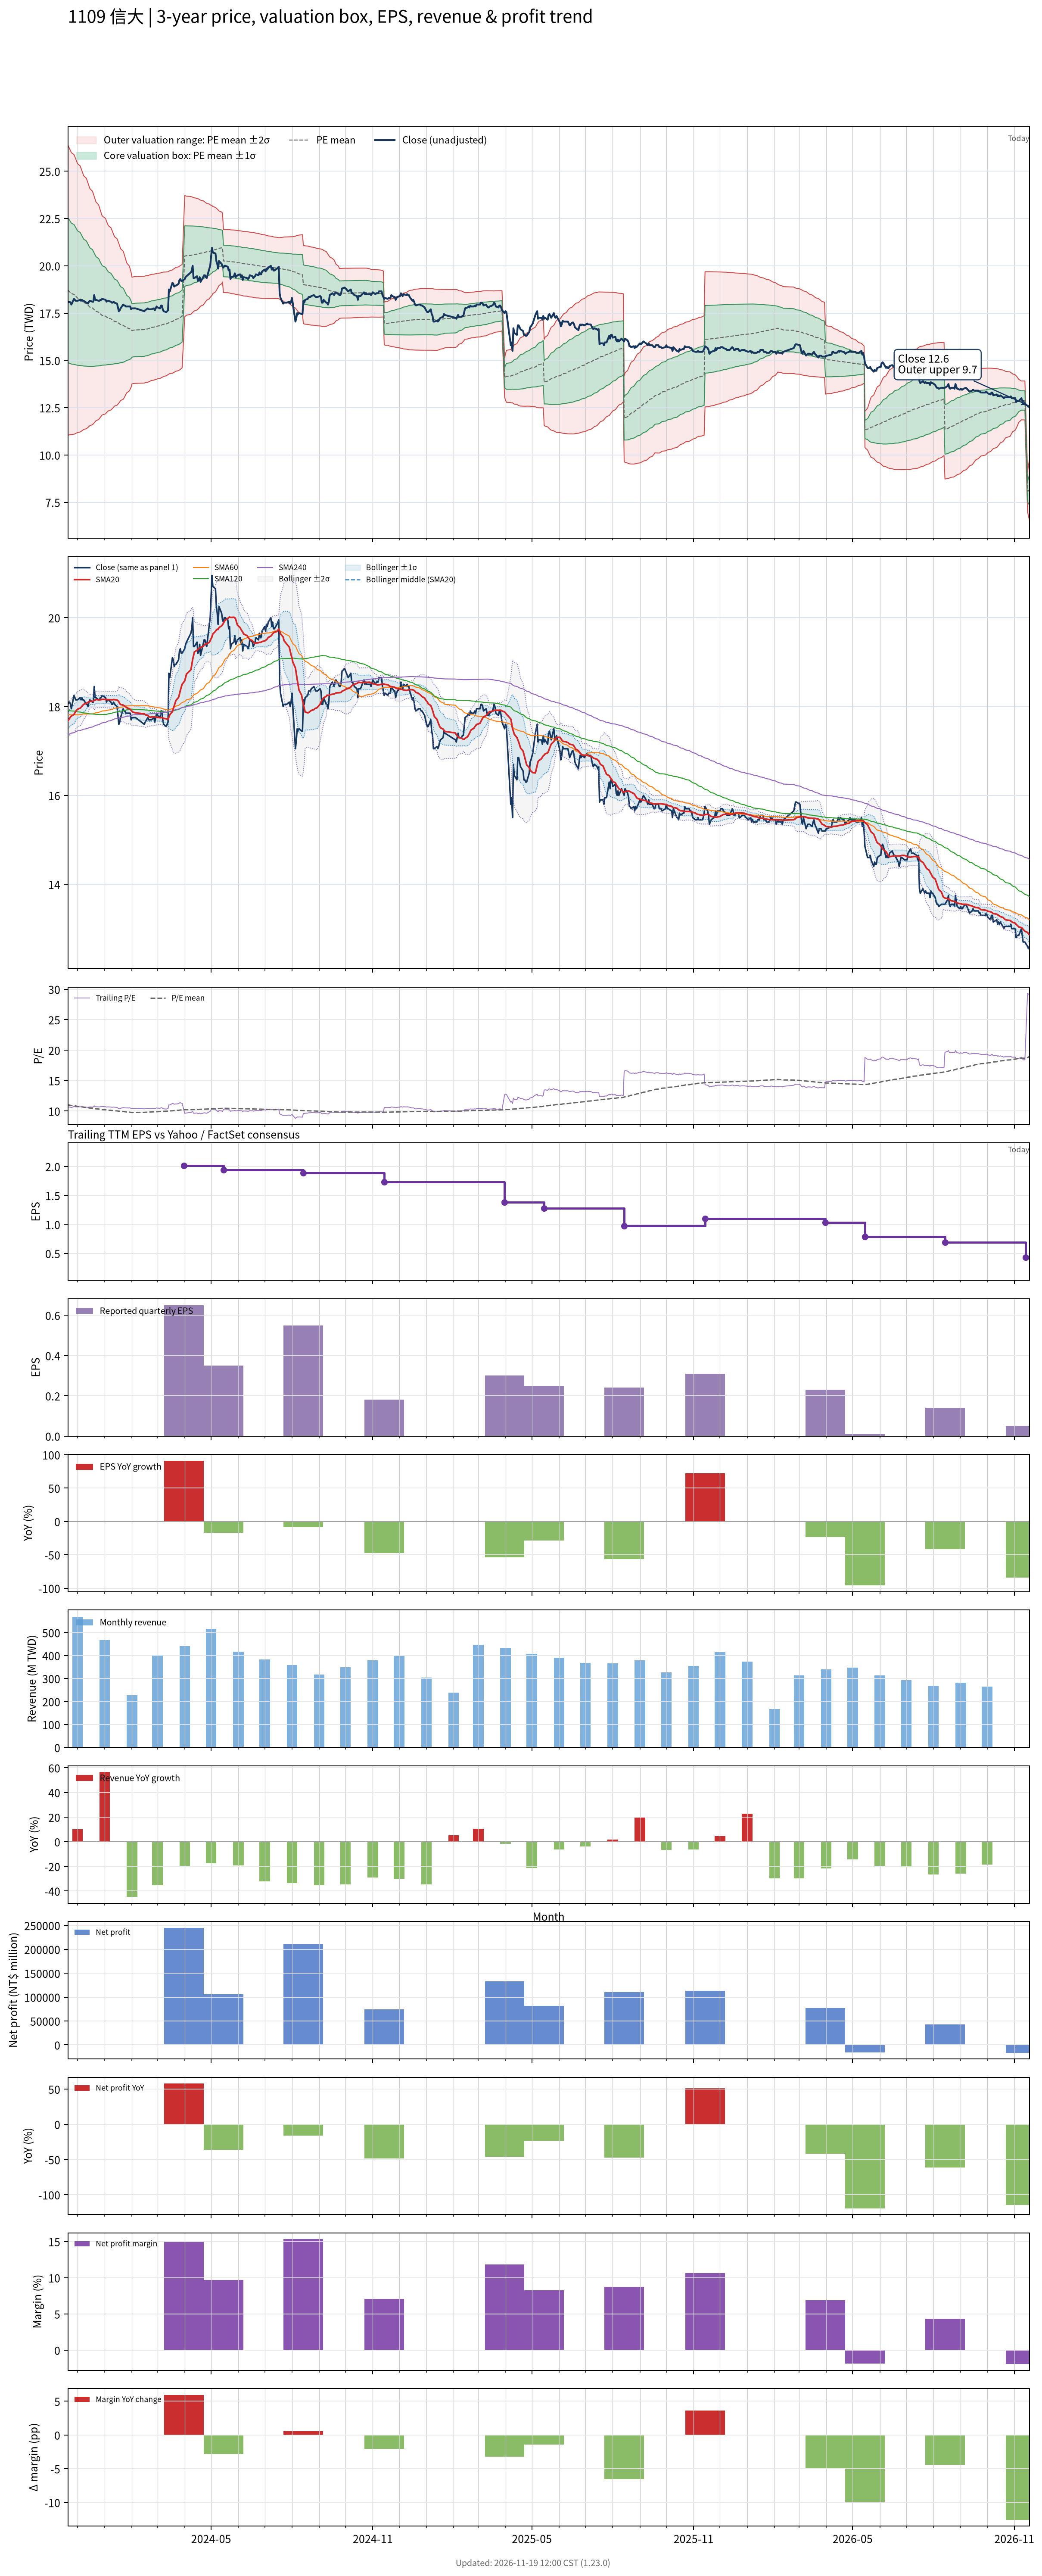 1109 信大 | 3-year price, valuation box, EPS, revenue & profit trend
Outer valuation range: PE mean ±2σ
PE mean
Close (unadjusted)
Core valuation box: PE mean ±1σ
Today
25.0
22.5
20.0
17.5
15.0
12.5
10.0
7.5
Price (TWD)
Close 12.6
Outer upper 9.7
Close (same as panel 1)
SMA60
SMA240
Bollinger ±1σ
SMA20
SMA120
Bollinger ±2σ
Bollinger middle (SMA20)
20
18
16
14
Price
Trailing P/E
P/E mean
30
25
20
15
10
P/E
Trailing TTM EPS vs Yahoo / FactSet consensus
Today
2.0
1.5
1.0
0.5
EPS
Reported quarterly EPS
0.6
0.4
0.2
0.0
EPS
EPS YoY growth
100
50
0
-50
-100
YoY (%)
Monthly revenue
500
400
300
200
100
0
Revenue (M TWD)
Revenue YoY growth
60
40
20
0
-20
-40
YoY (%)
Month
Net profit
250000
200000
150000
100000
50000
0
Net profit (NT$ million)
Net profit YoY
50
0
-50
-100
YoY (%)
Net profit margin
15
10
5
0
Margin (%)
Margin YoY change
5
0
-5
-10
Δ margin (pp)
2024-05
2024-11
2025-05
2025-11
2026-05
2026-11
Updated: 2026-11-19 12:00 CST (1.23.0)